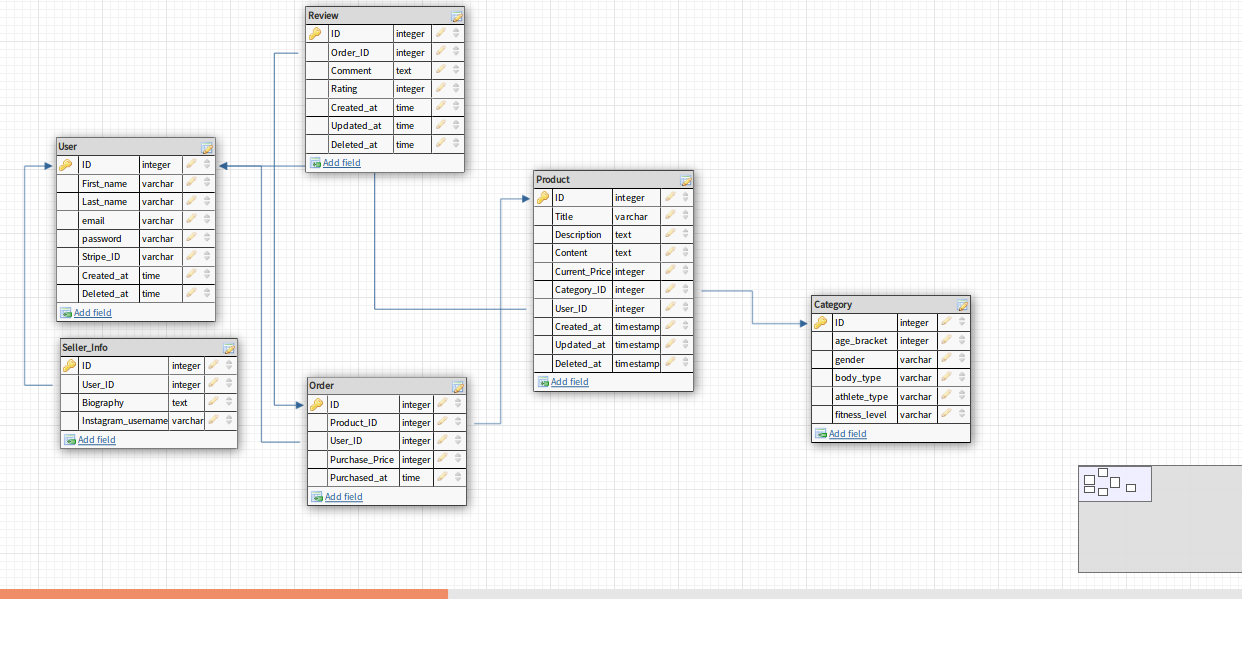 Review
ID integer
Order_ID integer
Comment text
Rating integer
Created_at time
Updated_at time
Deleted_at time
Add field
User
ID integer
First_name varchar
Last_name varchar
email varchar
password varchar
Stripe_ID varchar
Created_at time
Deleted_at time
Add field
Product
ID integer
Title varchar
Description text
Content text
Current_Price integer
Category_ID integer
User_ID integer
Created_at timestamp
Updated_at timestamp
Deleted_at timestamp
Add field
Category
ID integer
age_bracket integer
gender varchar
body_type varchar
athlete_type varchar
fitness_level varchar
Add field
Seller_Info
ID integer
User_ID integer
Biography text
Instagram_username varchar
Add field
Order
ID integer
Product_ID integer
User_ID integer
Purchase_Price integer
Purchased_at time
Add field